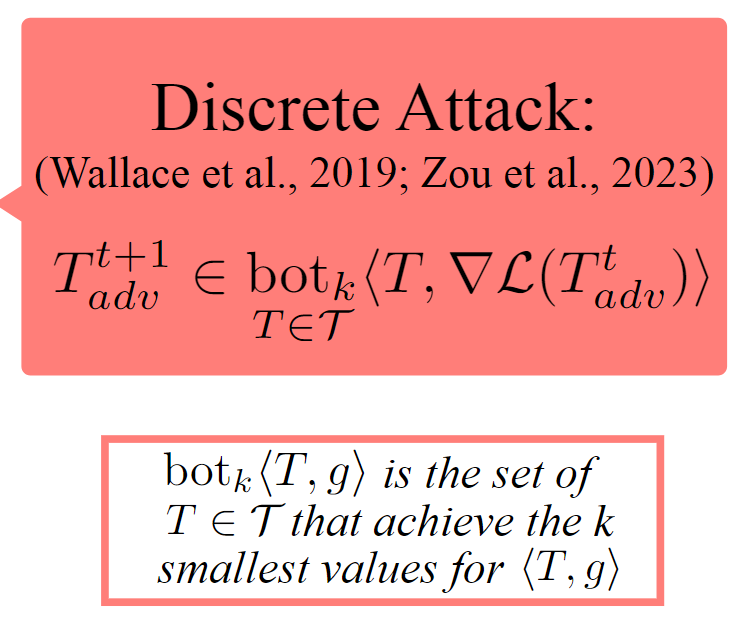 Discrete Attack:
(Wallace et al., 2019; Zou et al., 2023)
$T_{adv}^{t+1} \in \underset{T \in \mathcal{T}}{\mathrm{bot}_k} \langle T, \nabla \mathcal{L}(T_{adv}^{t}) \rangle$
$\mathrm{bot}_k \langle T, g \rangle$ is the set of
$T \in \mathcal{T}$ that achieve the k
smallest values for $\langle T, g \rangle$